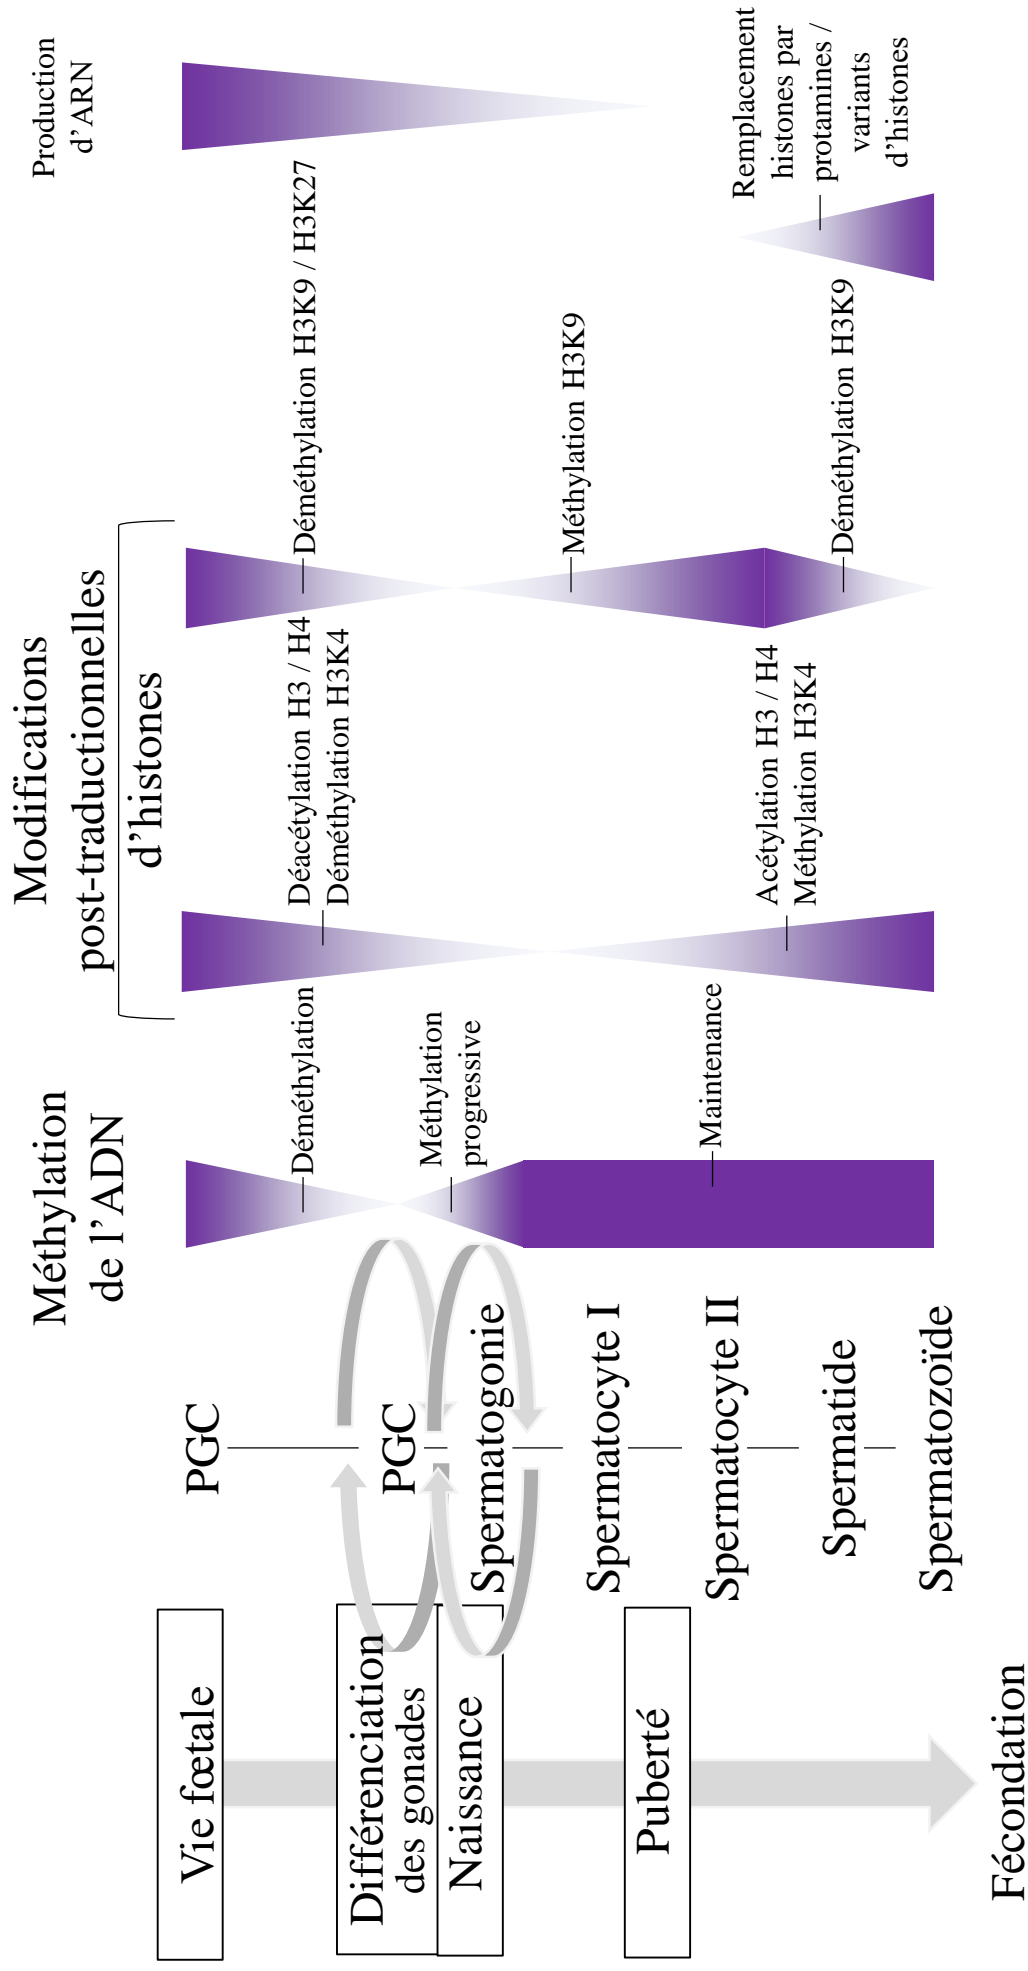 Vie fœtale
Différenciation
des gonades
Naissance
Puberté
Fécondation
PGC
PGC
Spermatogonie
Spermatocyte I
Spermatocyte II
Spermatide
Spermatozoïde
Méthylation
de l’ADN
Déméthylation
Méthylation
progressive
Maintenance
Modifications
post-traductionnelles
d’histones
Déacétylation H3 / H4
Déméthylation H3K4
Acétylation H3 / H4
Méthylation H3K4
Déméthylation H3K9 / H3K27
Méthylation H3K9
Déméthylation H3K9
Production
d’ARN
Remplacement
histones par
protamines /
variants
d’histones